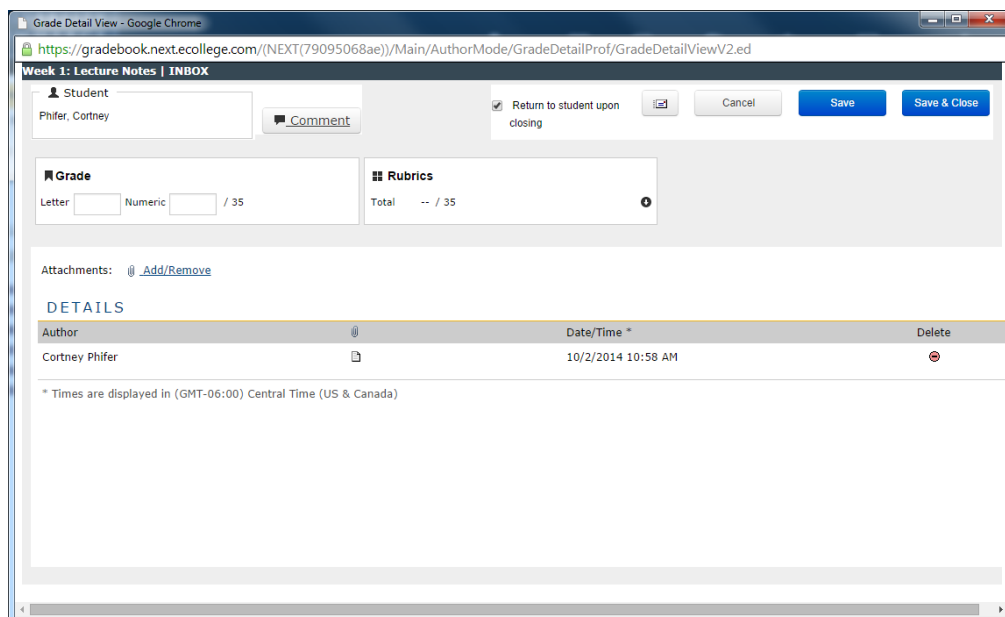 Grade Detail View - Google Chrome
https://gradebook.next.ecollege.com/(NEXT(79095068ae))/Main/AuthorMode/GradeDetailProf/GradeDetailViewV2.ed
Week 1: Lecture Notes | INBOX
Student
Phifer, Cortney
Comment
Return to student upon
closing
Cancel
Save
Save & Close
Grade
Letter Numeric / 35
Rubrics
Total -- / 35
Attachments: Add/Remove
DETAILS
Author Date/Time * Delete
Cortney Phifer 10/2/2014 10:58 AM
* Times are displayed in (GMT-06:00) Central Time (US & Canada)